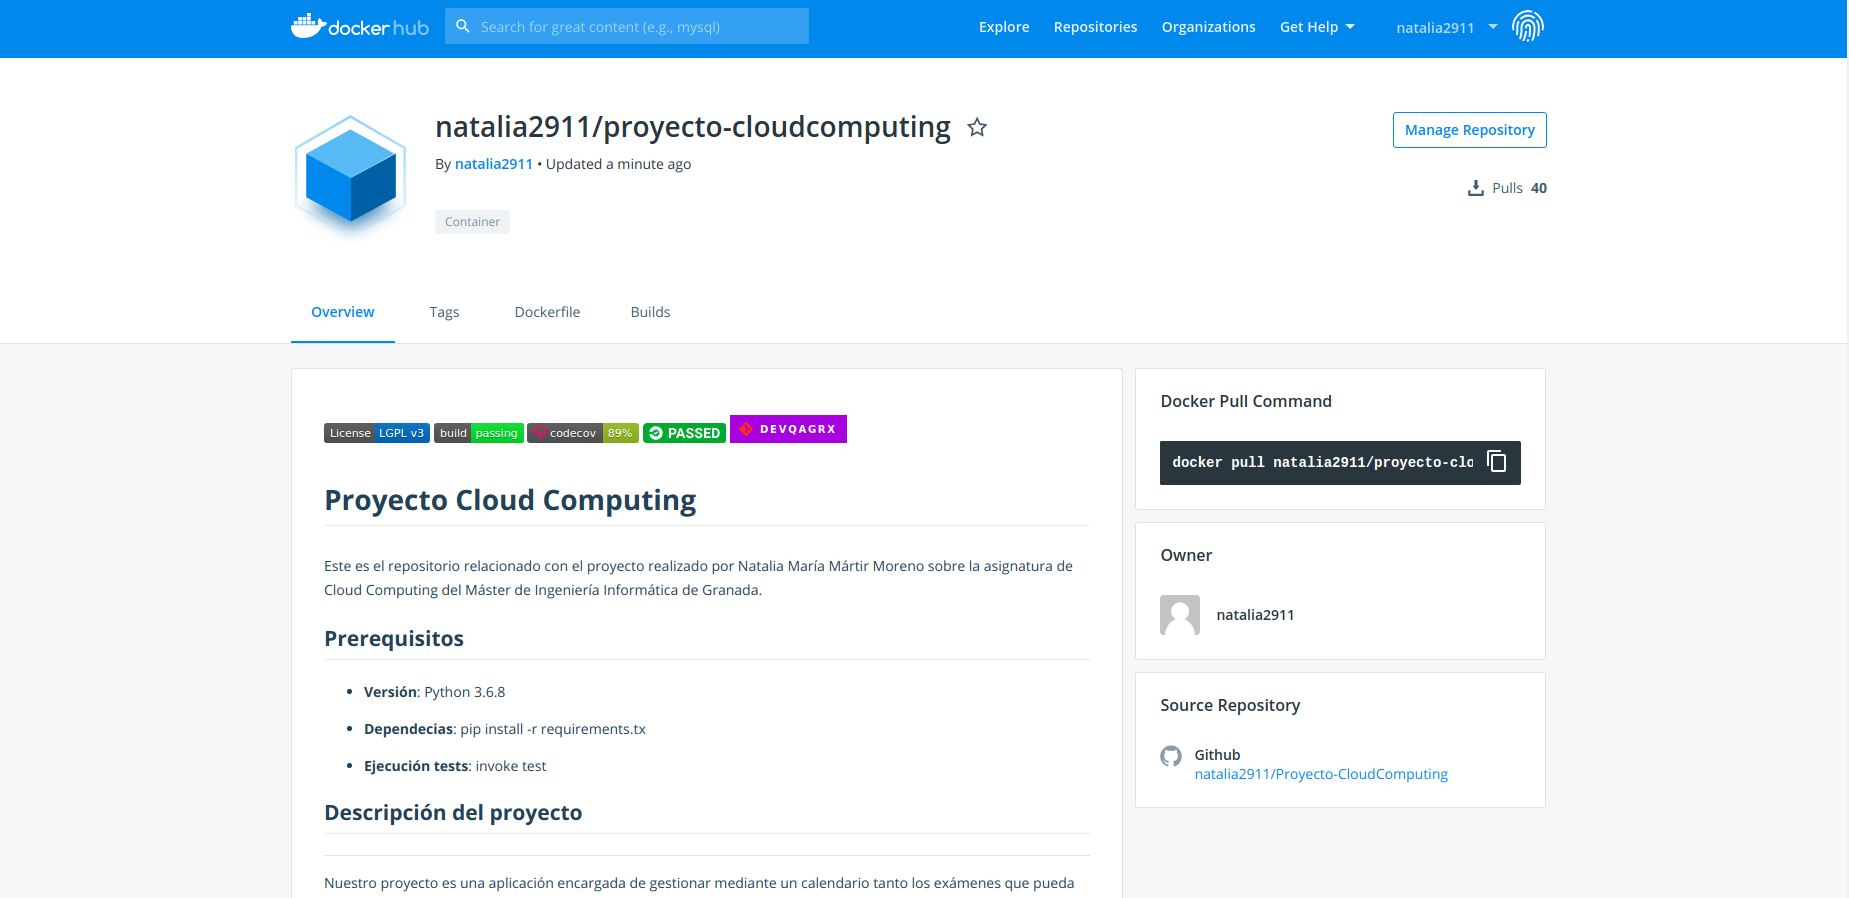 docker hub
Search for great content (e.g., mysql)
Explore
Repositories
Organizations
Get Help
natalia2911
natalia2911/proyecto-cloudcomputing
By natalia2911 • Updated a minute ago
Container
Manage Repository
Pulls 40
Overview
Tags
Dockerfile
Builds
License LGPL v3 build passing codecov 89% PASSED DEVQAGRX
Proyecto Cloud Computing
Este es el repositorio relacionado con el proyecto realizado por Natalia María Mártir Moreno sobre la asignatura de
Cloud Computing del Máster de Ingeniería Informática de Granada.
Prerequisitos
• Versión: Python 3.6.8
• Dependecias: pip install -r requirements.tx
• Ejecución tests: invoke test
Descripción del proyecto
Nuestro proyecto es una aplicación encargada de gestionar mediante un calendario tanto los exámenes que pueda
Docker Pull Command
docker pull natalia2911/proyecto-clo
Owner
natalia2911
Source Repository
Github
natalia2911/Proyecto-CloudComputing